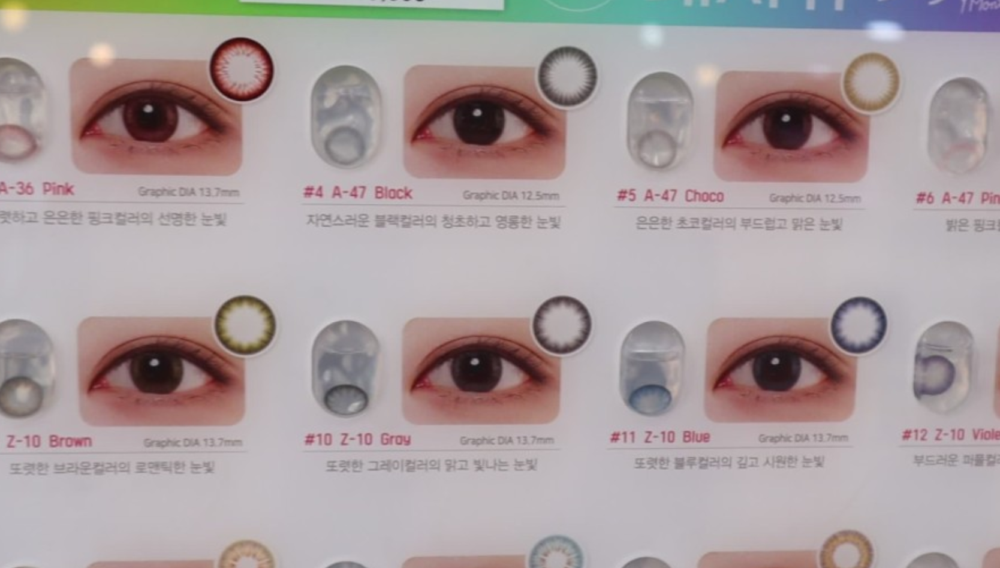 A-36 Pink
Graphic DIA 13.7mm
#4 A-47 Black
Graphic DIA 12.5mm
#5 A-47 Choco
Graphic DIA 12.5mm
#6 A-47 Pin
렷하고 은은한 핑크컬러의 선명한 눈빛
자연스러운 블랙컬러의 청초하고 영롱한 눈빛
은은한 초코컬러의 부드럽고 맑은 눈빛
밝은 핑크
Z-10 Brown
Graphic DIA 13.7mm
#10 Z-10 Gray
Graphic DIA 13.7mm
#11 Z-10 Blue
Graphic DIA 13.7mm
#12 Z-10 Viole
또렷한 브라운컬러의 로맨틱한 눈빛
또렷한 그레이컬러의 맑고 빛나는 눈빛
또렷한 블루컬러의 깊고 시원한 눈빛
부드러운 퍼플컬러